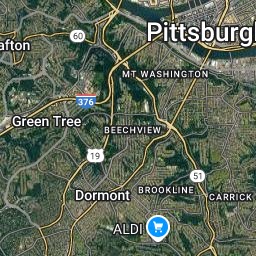 Pittsburgh
60
afton
MT WASHINGTON
376
Green Tree
BEECHVIEW
19
51
Dormont
BROOKLINE
CARRICK
ALDI